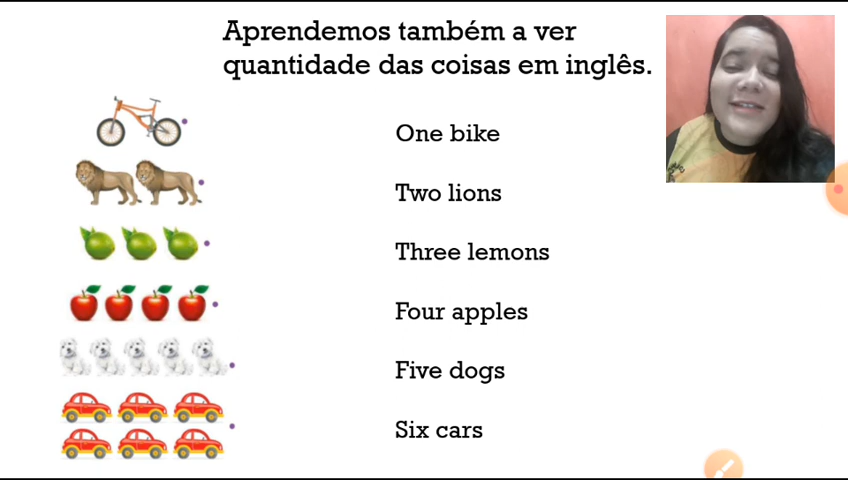 Aprendemos também a ver
quantidade das coisas em inglês.
One bike
Two lions
Three lemons
Four apples
Five dogs
Six cars